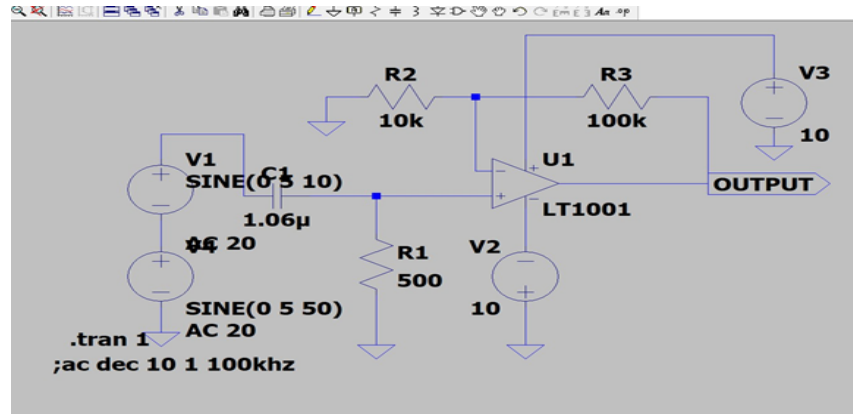 R2
10k
R3
100k
V3
10
V1
SINE(0 5 10)
C1
1.06µ
AC 20
V4
SINE(0 5 50)
AC 20
R1
500
V2
10
U1
LT1001
OUTPUT
.tran 1
;ac dec 10 1 100khz